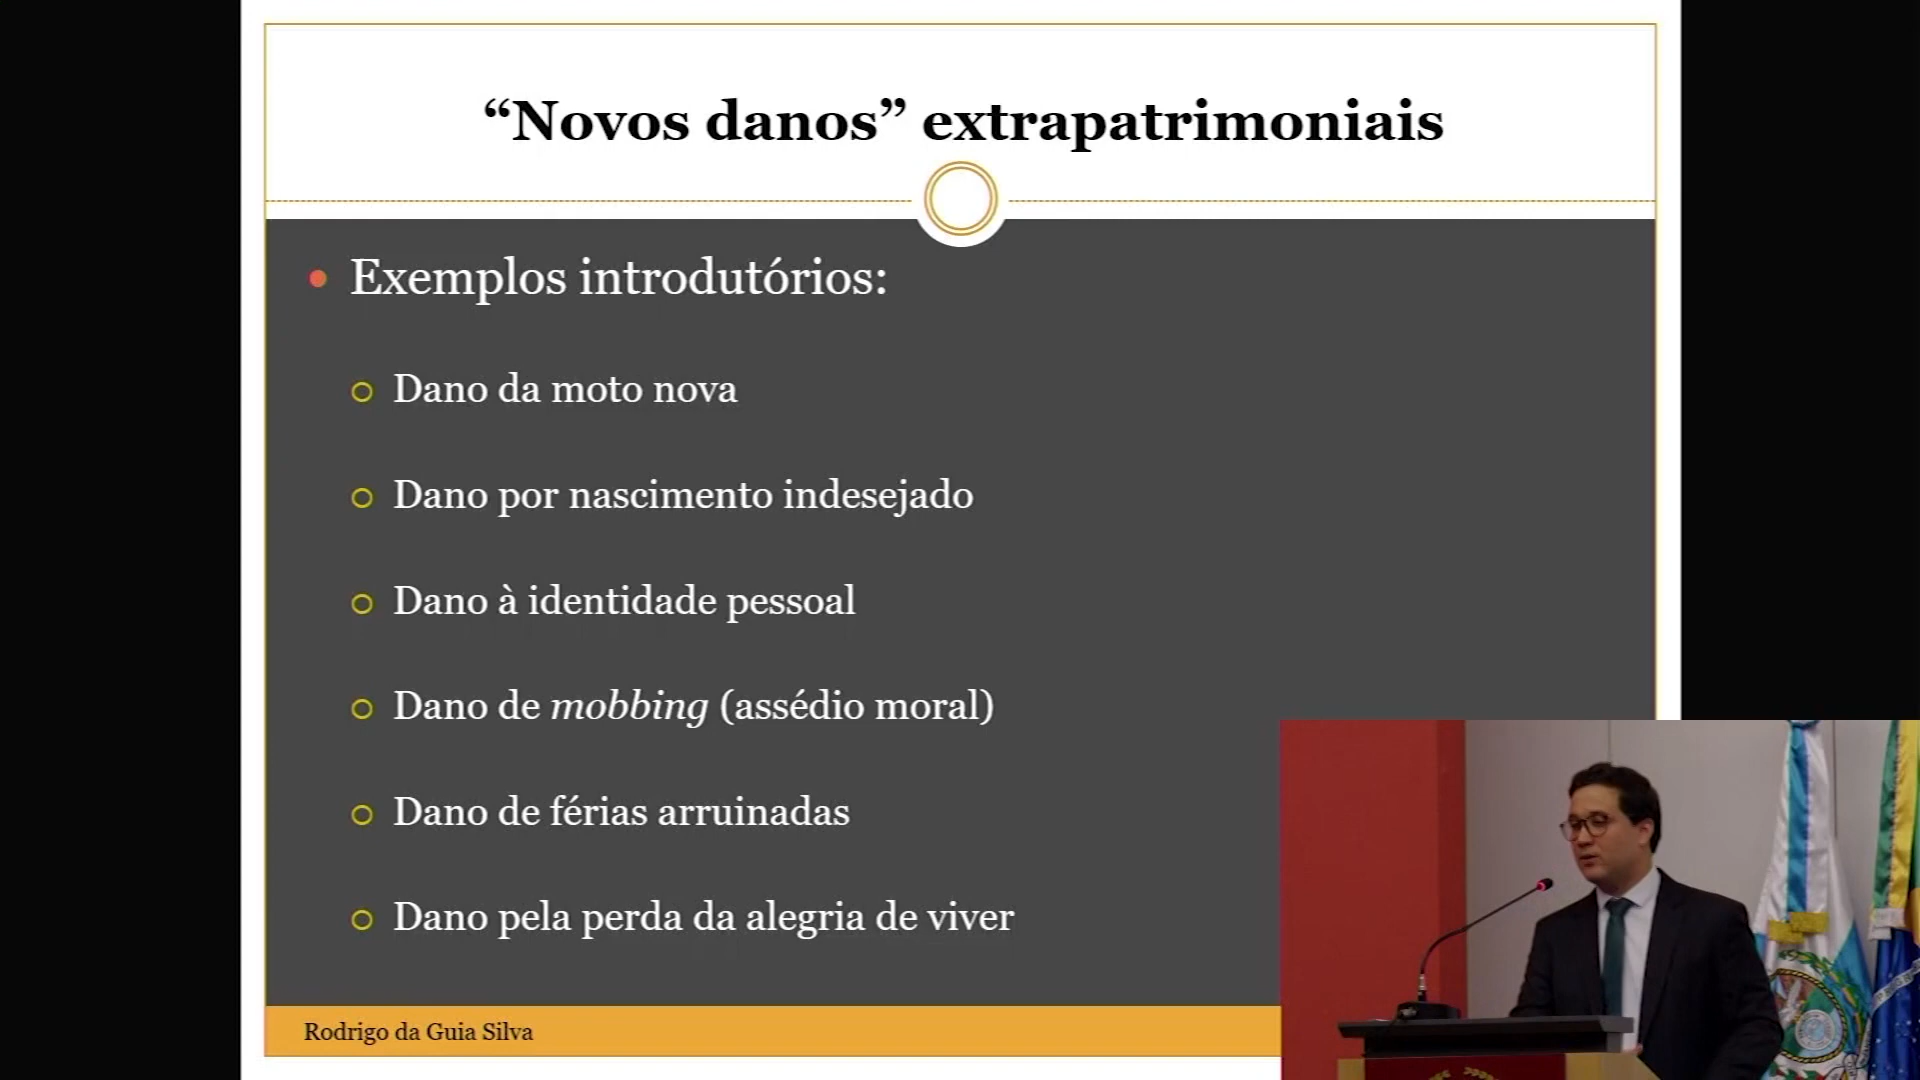 “Novos danos” extrapatrimoniais
Exemplos introdutórios:
Dano da moto nova
Dano por nascimento indesejado
Dano à identidade pessoal
Dano de mobbing (assédio moral)
Dano de férias arruinadas
Dano pela perda da alegria de viver
Rodrigo da Guia Silva